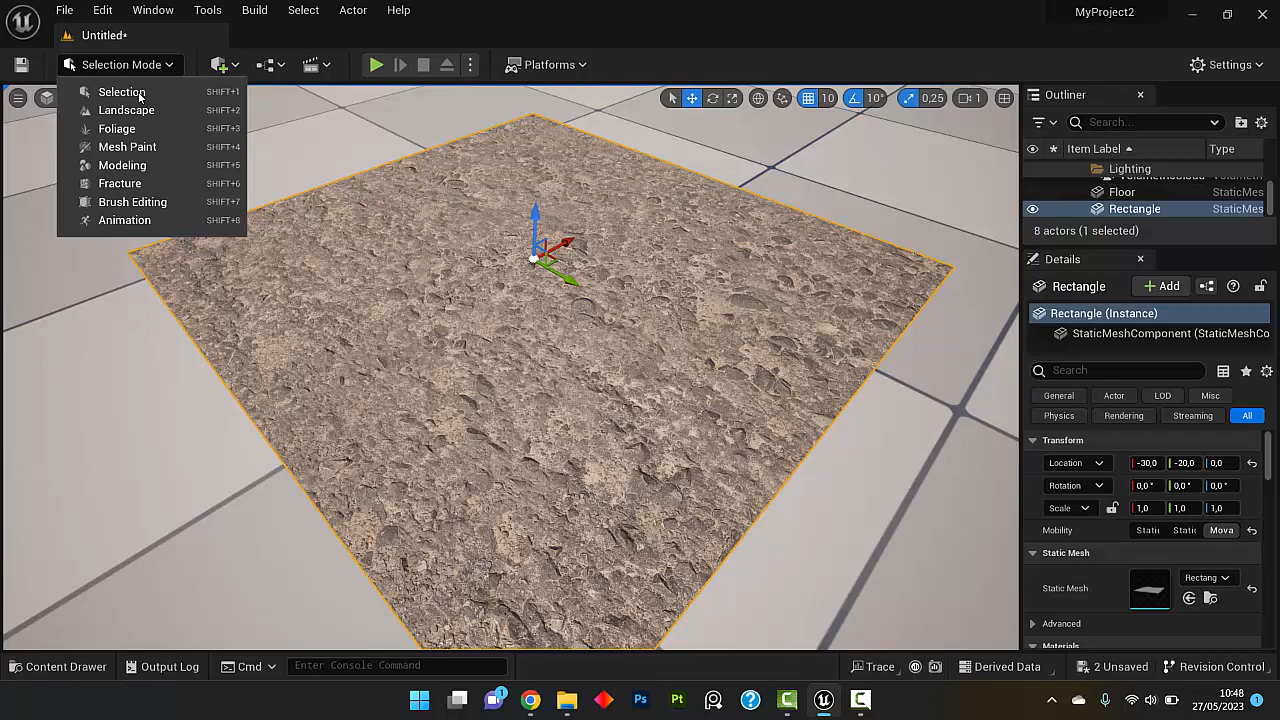 File Edit Window Tools Build Select Actor Help
MyProject2
Untitled*
Selection Mode
Platforms
Settings
Selection SHIFT+1
Landscape SHIFT+2
Foliage SHIFT+3
Mesh Paint SHIFT+4
Modeling SHIFT+5
Fracture SHIFT+6
Brush Editing SHIFT+7
Animation SHIFT+8
10
10°
0,25
1
Outliner
Search...
Item Label
Type
Lighting
Floor StaticMes
Rectangle StaticMes
8 actors (1 selected)
Details
Rectangle
Add
Rectangle (Instance)
StaticMeshComponent (StaticMeshCo
Search
General Actor LOD Misc
Physics Rendering Streaming All
Transform
Location -30,0 -20,0 0,0
Rotation 0,0° 0,0° 0,0°
Scale 1,0 1,0 1,0
Mobility Static Static Mova
Static Mesh
Static Mesh
Rectang
Advanced
Materials
Content Drawer
Output Log
Cmd
Enter Console Command
Trace
Derived Data
2 Unsaved
Revision Control
1
Ps
Pt
10:48
27/05/2023